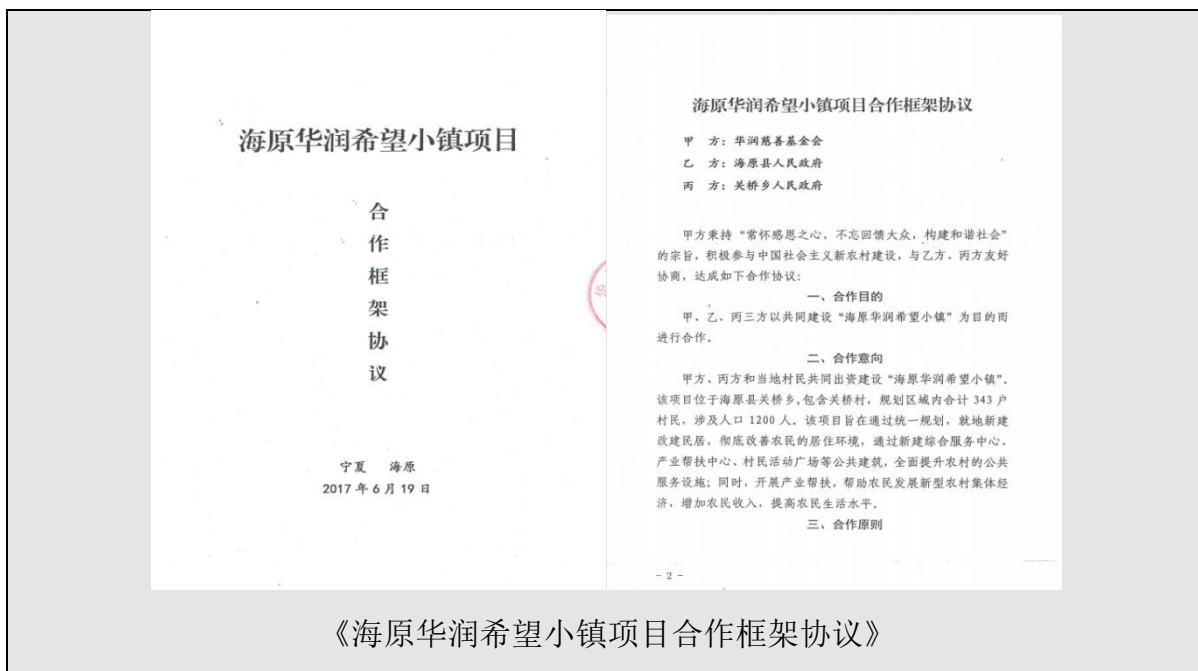 海原华润希望小镇项目
合
作
框
架
协
议
宁夏 海原
2017年6月19日
海原华润希望小镇项目合作框架协议
甲 方：华润慈善基金会
乙 方：海原县人民政府
丙 方：关桥乡人民政府
甲方秉持“常怀感恩之心，不忘回馈大众，构建和谐社会”
的宗旨，积极参与中国社会主义新农村建设，与乙方、丙方友好
协商，达成如下合作协议：
一、合作目的
甲、乙、丙三方以共同建设“海原华润希望小镇”为目的而
进行合作。
二、合作意向
甲方、丙方和当地村民共同出资建设“海原华润希望小镇”。
该项目位于海原县关桥乡，包含关桥村，规划区域内合计 343 户
村民，涉及人口 1200 人。该项目旨在通过统一规划，就地新建
改建民居，彻底改善农民的居住环境，通过新建综合服务中心、
产业帮扶中心、村民活动广场等公共建筑，全面提升农村的公共
服务设施；同时，开展产业帮扶，帮助农民发展新型农村集体经
济，增加农民收入，提高农民生活水平。
三、合作原则
- 2 -
《海原华润希望小镇项目合作框架协议》